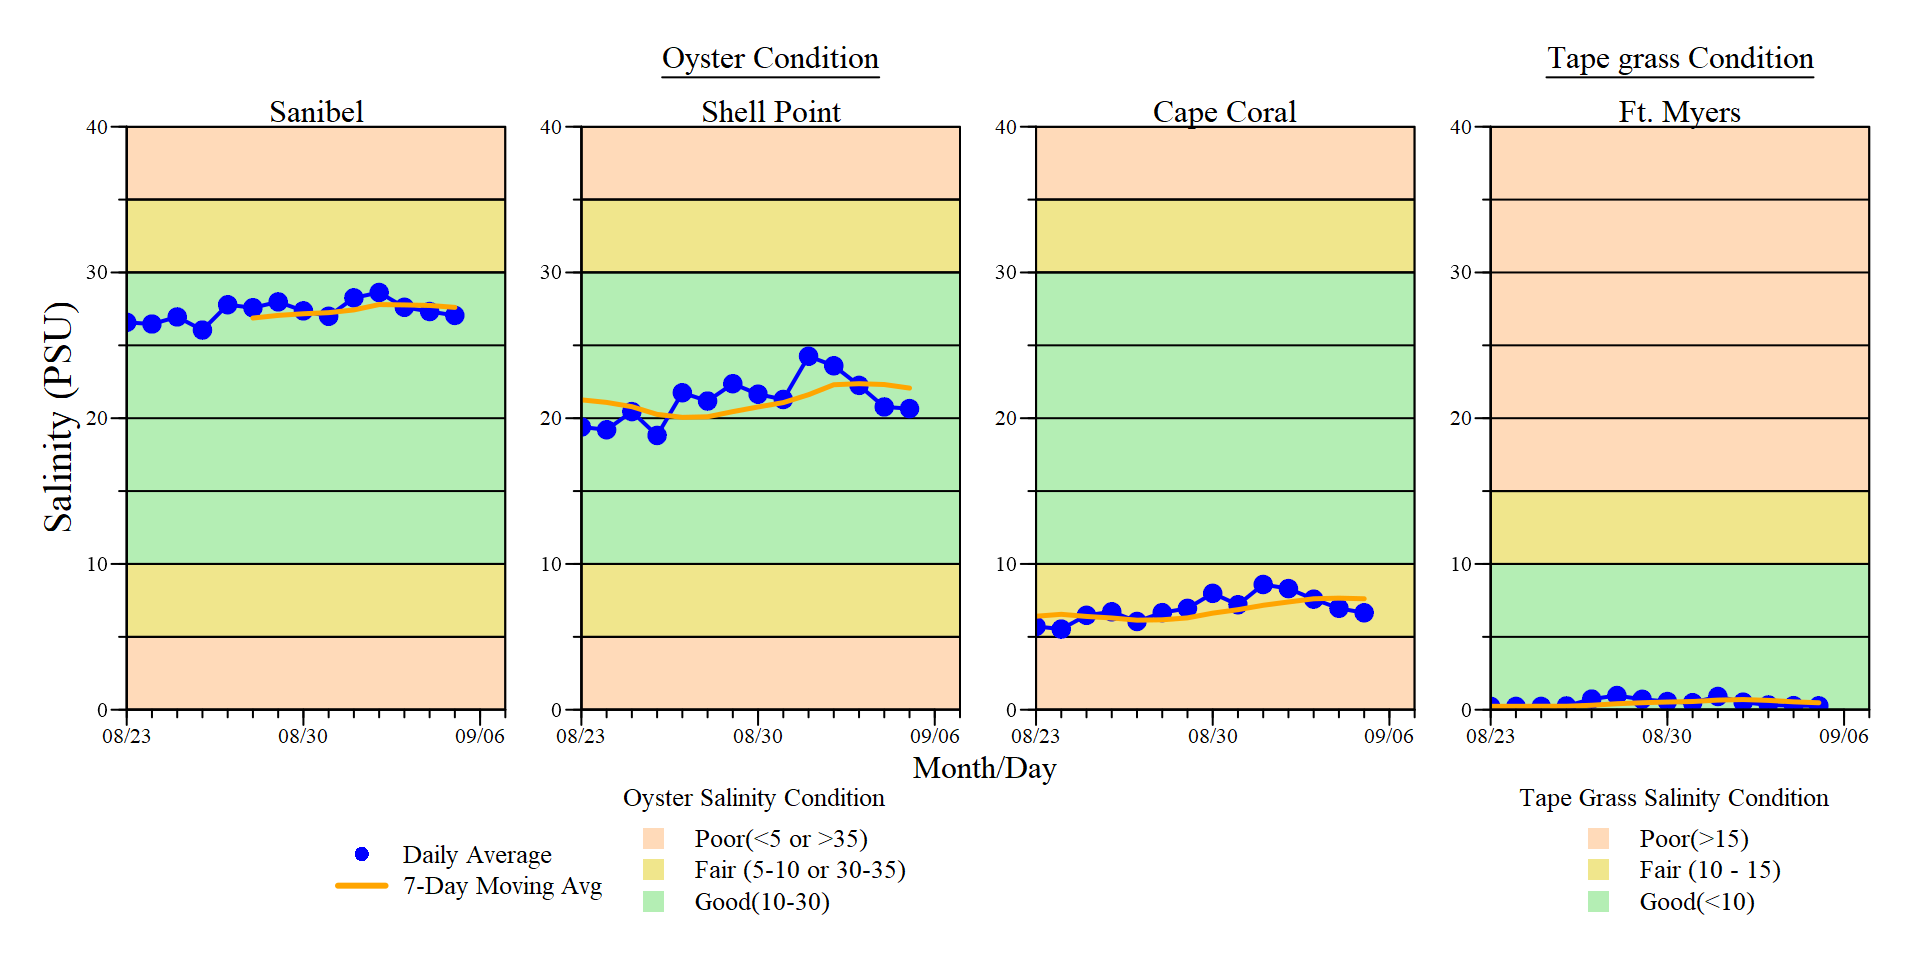 Oyster Condition
Tape grass Condition
Sanibel
Shell Point
Cape Coral
Ft. Myers
Salinity (PSU)
40
30
20
10
0
08/23
08/30
09/06
40
30
20
10
0
08/23
08/30
09/06
40
30
20
10
0
08/23
08/30
09/06
40
30
20
10
0
08/23
08/30
09/06
Month/Day
Daily Average
7-Day Moving Avg
Oyster Salinity Condition
Poor(<5 or >35)
Fair (5-10 or 30-35)
Good(10-30)
Tape Grass Salinity Condition
Poor(>15)
Fair (10 - 15)
Good(<10)